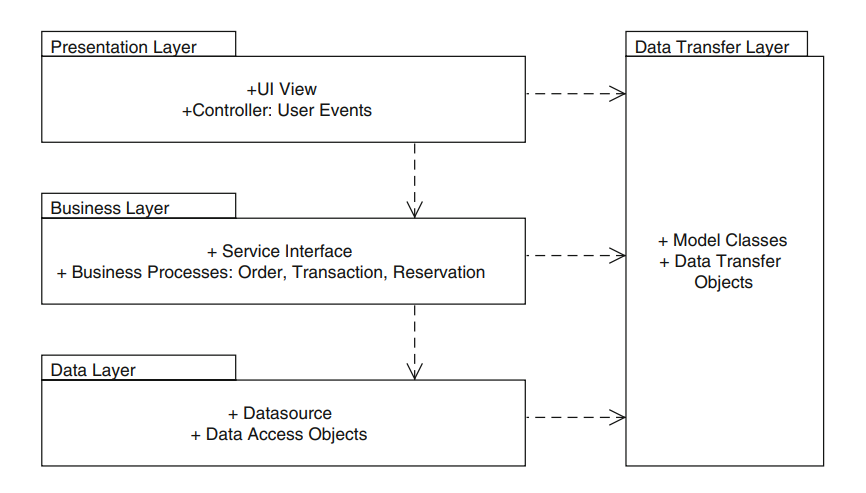 Presentation Layer
+UI View
+Controller: User Events
Business Layer
+ Service Interface
+ Business Processes: Order, Transaction, Reservation
Data Layer
+ Datasource
+ Data Access Objects
Data Transfer Layer
+ Model Classes
+ Data Transfer
Objects